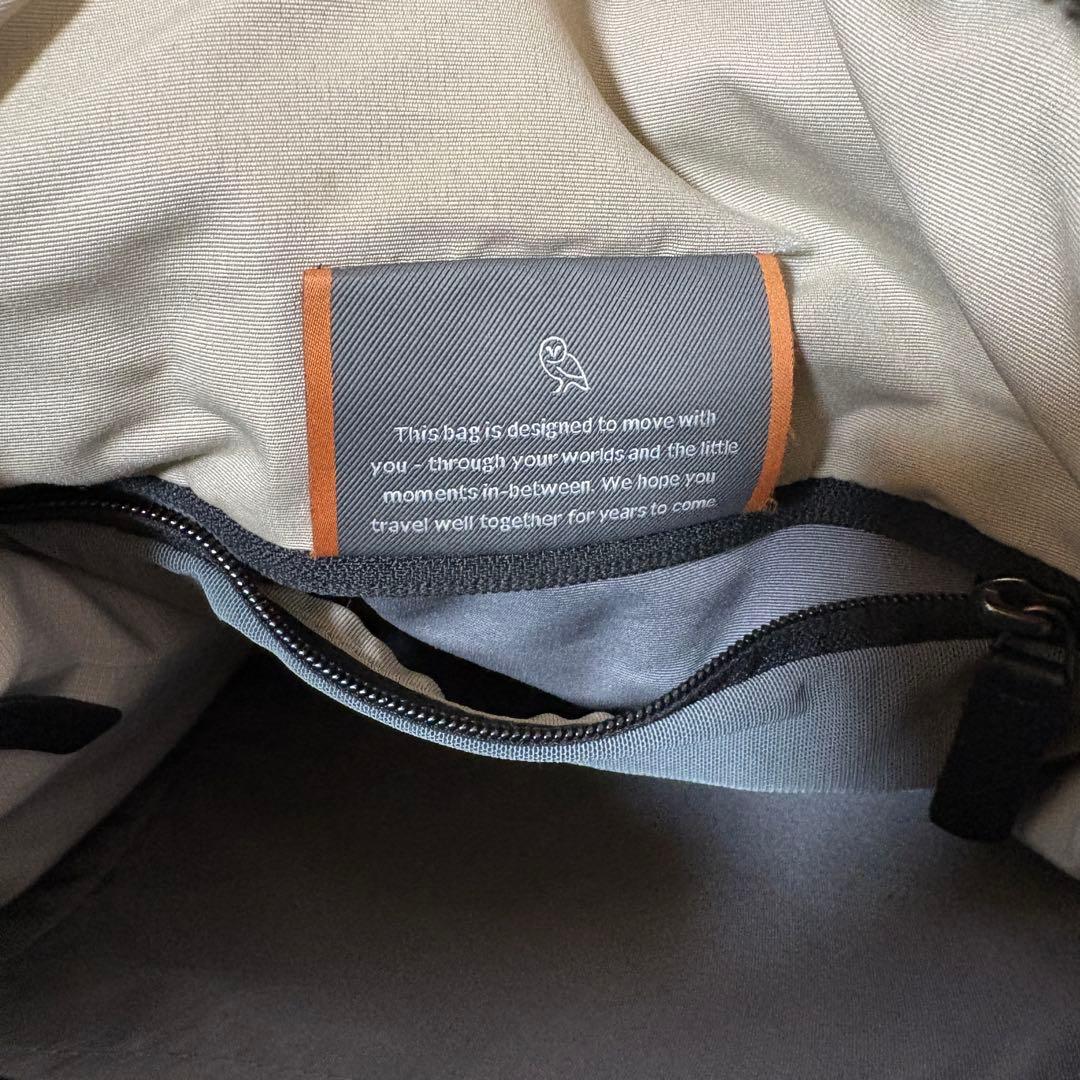 This bag is designed to move with
you – through your worlds and the little
moments in-between. We hope you
travel well together for years to come.